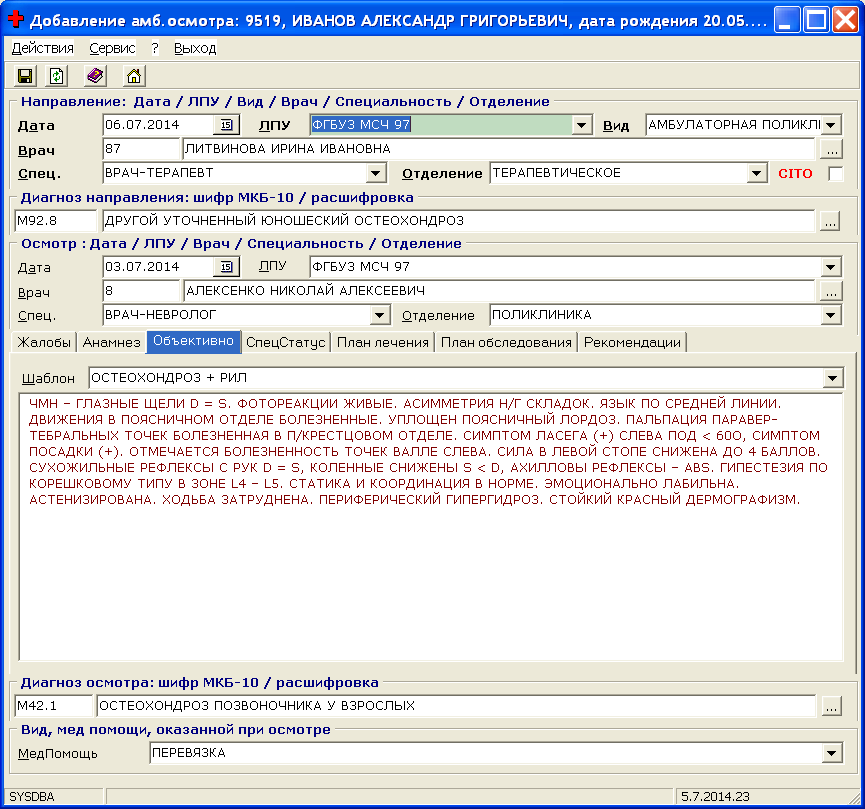 Добавление амб.осмотра: 9519, ИВАНОВ АЛЕКСАНДР ГРИГОРЬЕВИЧ, дата рождения 20.05....
Действия Сервис ? Выход
Направление: Дата / ЛПУ / Вид / Врач / Специальность / Отделение
Дата 06.07.2014 15 ЛПУ ФГБУЗ МСЧ 97 Вид АМБУЛАТОРНАЯ ПОЛИКЛ
Врач 87 ЛИТВИНОВА ИРИНА ИВАНОВНА ...
Спец. ВРАЧ-ТЕРАПЕВТ Отделение ТЕРАПЕВТИЧЕСКОЕ CITO
Диагноз направления: шифр МКБ-10 / расшифровка
M92.8 ДРУГОЙ УТОЧНЕННЫЙ ЮНОШЕСКИЙ ОСТЕОХОНДРОЗ ...
Осмотр : Дата / ЛПУ / Врач / Специальность / Отделение
Дата 03.07.2014 15 ЛПУ ФГБУЗ МСЧ 97
Врач 8 АЛЕКСЕНКО НИКОЛАЙ АЛЕКСЕЕВИЧ ...
Спец. ВРАЧ-НЕВРОЛОГ Отделение ПОЛИКЛИНИКА
Жалобы Анамнез Объективно СпецСтатус План лечения План обследования Рекомендации
Шаблон ОСТЕОХОНДРОЗ + РИЛ
ЧМН - ГЛАЗНЫЕ ЩЕЛИ D = S. ФОТОРЕАКЦИИ ЖИВЫЕ. АСИММЕТРИЯ Н/Г СКЛАДОК. ЯЗЫК ПО СРЕДНЕЙ ЛИНИИ.
ДВИЖЕНИЯ В ПОЯСНИЧНОМ ОТДЕЛЕ БОЛЕЗНЕННЫЕ. УПЛОЩЕН ПОЯСНИЧНЫЙ ЛОРДОЗ. ПАЛЬПАЦИЯ ПАРАВЕР-
ТЕБРАЛЬНЫХ ТОЧЕК БОЛЕЗНЕННАЯ В П/КРЕСТЦОВОМ ОТДЕЛЕ. СИМПТОМ ЛАСЕГА (+) СЛЕВА ПОД < 60О, СИМПТОМ
ПОСАДКИ (+). ОТМЕЧАЕТСЯ БОЛЕЗНЕННОСТЬ ТОЧЕК ВАЛЛЕ СЛЕВА. СИЛА В ЛЕВОЙ СТОПЕ СНИЖЕНА ДО 4 БАЛЛОВ.
СУХОЖИЛЬНЫЕ РЕФЛЕКСЫ С РУК D = S, КОЛЕННЫЕ СНИЖЕНЫ S < D, АХИЛЛОВЫ РЕФЛЕКСЫ - ABS. ГИПЕСТЕЗИЯ ПО
КОРЕШКОВОМУ ТИПУ В ЗОНЕ L4 - L5. СТАТИКА И КООРДИНАЦИЯ В НОРМЕ. ЭМОЦИОНАЛЬНО ЛАБИЛЬНА.
АСТЕНИЗИРОВАНА. ХОДЬБА ЗАТРУДНЕНА. ПЕРИФЕРИЧЕСКИЙ ГИПЕРГИДРОЗ. СТОЙКИЙ КРАСНЫЙ ДЕРМОГРАФИЗМ.
Диагноз осмотра: шифр МКБ-10 / расшифровка
M42.1 ОСТЕОХОНДРОЗ ПОЗВОНОЧНИКА У ВЗРОСЛЫХ ...
Вид, мед помощи, оказанной при осмотре
МедПомощь ПЕРЕВЯЗКА
SYSDBA 5.7.2014.23